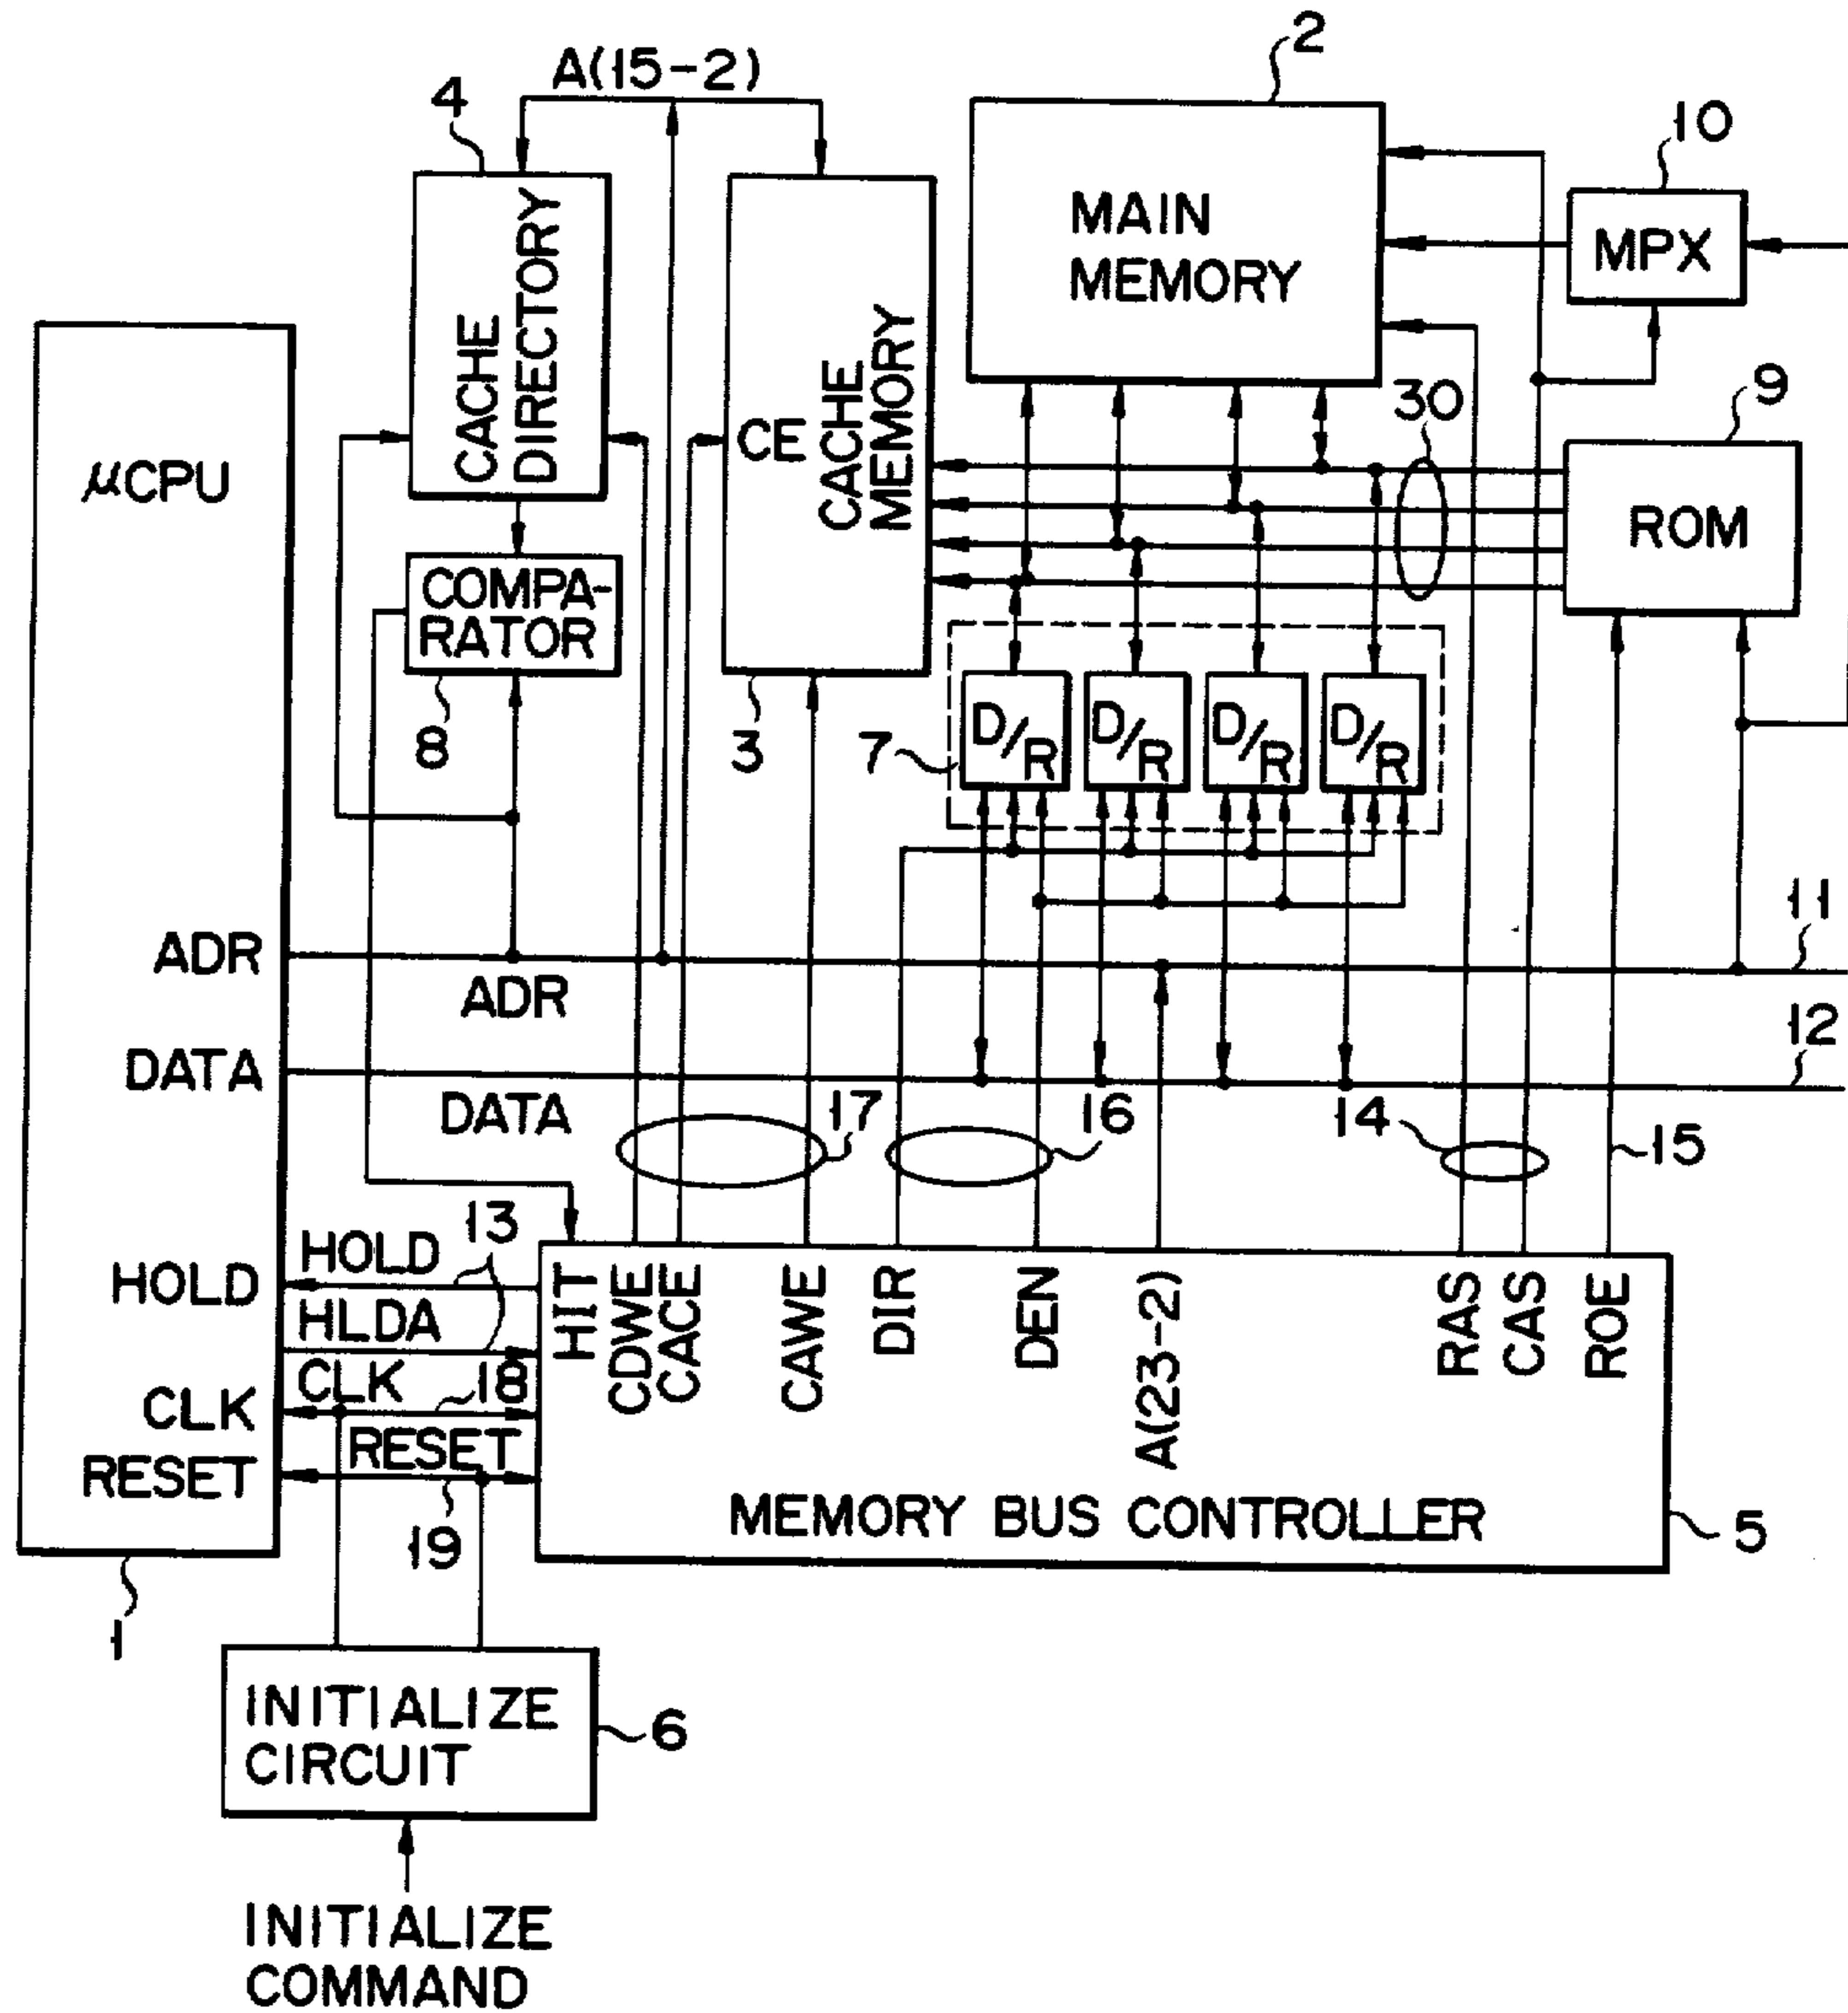 A(15-2)
2
4
10
MAIN
MEMORY
MPX
CACHE
DIRECTORY
CACHE
MEMORY
CE
30
9
μCPU
ROM
COMPA-
RATOR
8
3
7
D/R
D/R
D/R
D/R
ADR
ADR
11
DATA
DATA
12
17
16
14
15
13
HOLD
HOLD
HLDA
CLK
CLK
18
RESET
RESET
19
HIT
CDWE
CACE
CAWE
DIR
DEN
A(23-2)
RAS
CAS
ROE
MEMORY BUS CONTROLLER
5
1
INITIALIZE
CIRCUIT
6
INITIALIZE
COMMAND